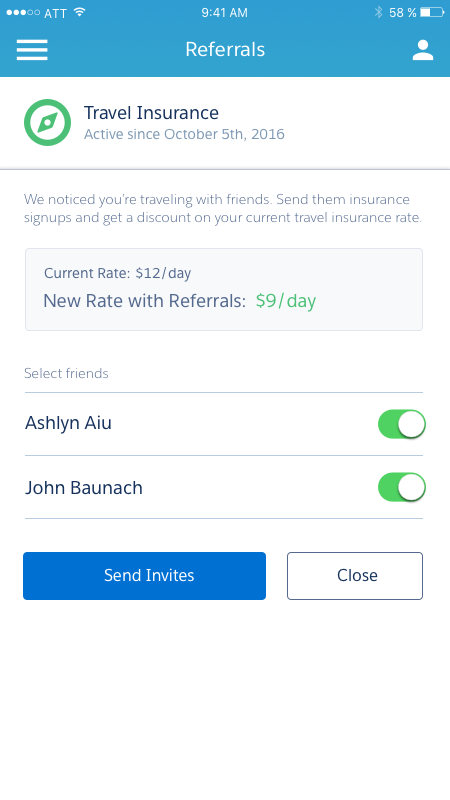 ATT 9:41 AM 58 %
Referrals
Travel Insurance
Active since October 5th, 2016
We noticed you're traveling with friends. Send them insurance
signups and get a discount on your current travel insurance rate.
Current Rate: $12/day
New Rate with Referrals: $9/day
Select friends
Ashlyn Aiu
John Baunach
Send Invites Close